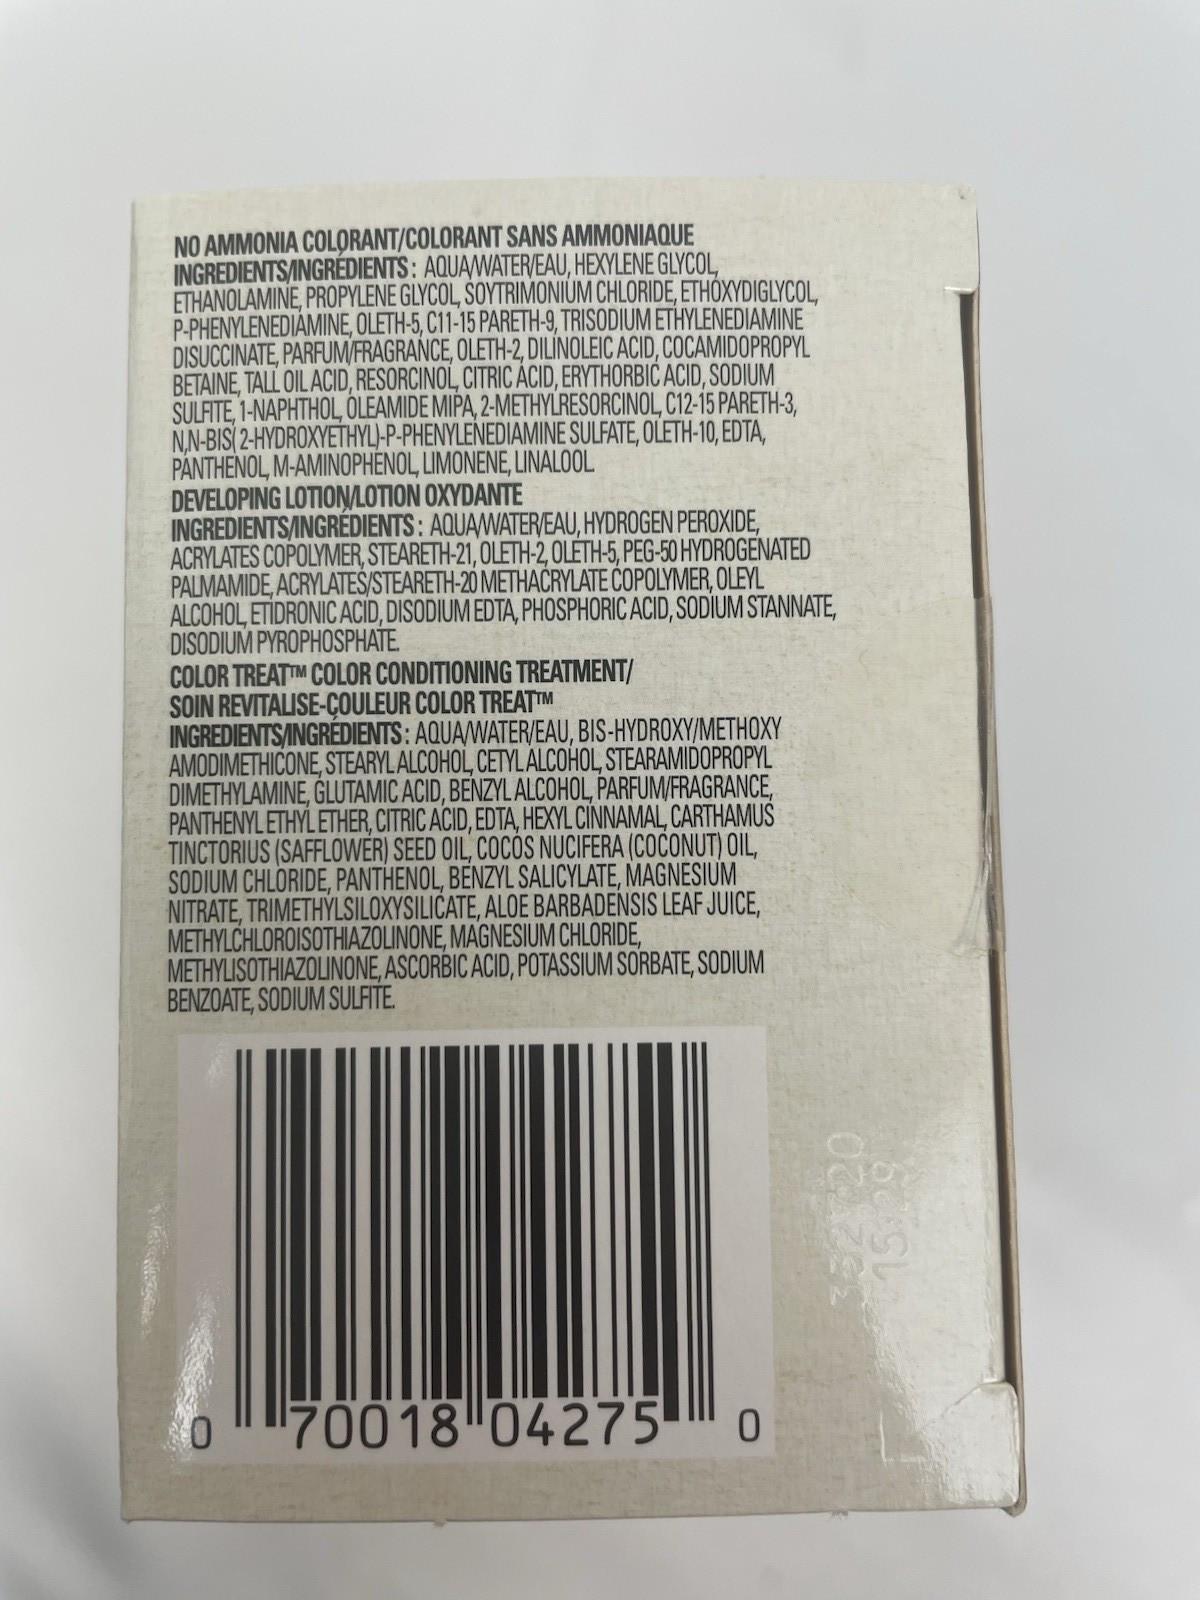 NO AMMONIA COLORANT/COLORANT SANS AMMONIAQUE
INGREDIENTS/INGRÉDIENTS : AQUA/WATER/EAU, HEXYLENE GLYCOL,
ETHANOLAMINE, PROPYLENE GLYCOL, SOYTRIMONIUM CHLORIDE, ETHOXYDIGLYCOL,
P-PHENYLENEDIAMINE, OLETH-5, C11-15 PARETH-9, TRISODIUM ETHYLENEDIAMINE
DISUCCINATE, PARFUM/FRAGRANCE, OLETH-2, DILINOLEIC ACID, COCAMIDOPROPYL
BETAINE, TALL OIL ACID, RESORCINOL, CITRIC ACID, ERYTHORBIC ACID, SODIUM
SULFITE, 1-NAPHTHOL, OLEAMIDE MIPA, 2-METHYLRESORCINOL, C12-15 PARETH-3,
N,N-BIS( 2-HYDROXYETHYL)-P-PHENYLENEDIAMINE SULFATE, OLETH-10, EDTA,
PANTHENOL, M-AMINOPHENOL, LIMONENE, LINALOOL.
DEVELOPING LOTION/LOTION OXYDANTE
INGREDIENTS/INGRÉDIENTS : AQUA/WATER/EAU, HYDROGEN PEROXIDE,
ACRYLATES COPOLYMER, STEARETH-21, OLETH-2, OLETH-5, PEG-50 HYDROGENATED
PALMAMIDE, ACRYLATES/STEARETH-20 METHACRYLATE COPOLYMER, OLEYL
ALCOHOL, ETIDRONIC ACID, DISODIUM EDTA, PHOSPHORIC ACID, SODIUM STANNATE,
DISODIUM PYROPHOSPHATE.
COLOR TREAT™ COLOR CONDITIONING TREATMENT/
SOIN REVITALISE-COULEUR COLOR TREAT™
INGREDIENTS/INGRÉDIENTS : AQUA/WATER/EAU, BIS-HYDROXY/METHOXY
AMODIMETHICONE, STEARYL ALCOHOL, CETYL ALCOHOL, STEARAMIDOPROPYL
DIMETHYLAMINE, GLUTAMIC ACID, BENZYL ALCOHOL, PARFUM/FRAGRANCE,
PANTHENYL ETHYL ETHER, CITRIC ACID, EDTA, HEXYL CINNAMAL, CARTHAMUS
TINCTORIUS (SAFFLOWER) SEED OIL, COCOS NUCIFERA (COCONUT) OIL,
SODIUM CHLORIDE, PANTHENOL, BENZYL SALICYLATE, MAGNESIUM
NITRATE, TRIMETHYLSILOXYSILICATE, ALOE BARBADENSIS LEAF JUICE,
METHYLCHLOROISOTHIAZOLINONE, MAGNESIUM CHLORIDE,
METHYLISOTHIAZOLINONE, ASCORBIC ACID, POTASSIUM SORBATE, SODIUM
BENZOATE, SODIUM SULFITE.
0 70018 04275 0
15:29